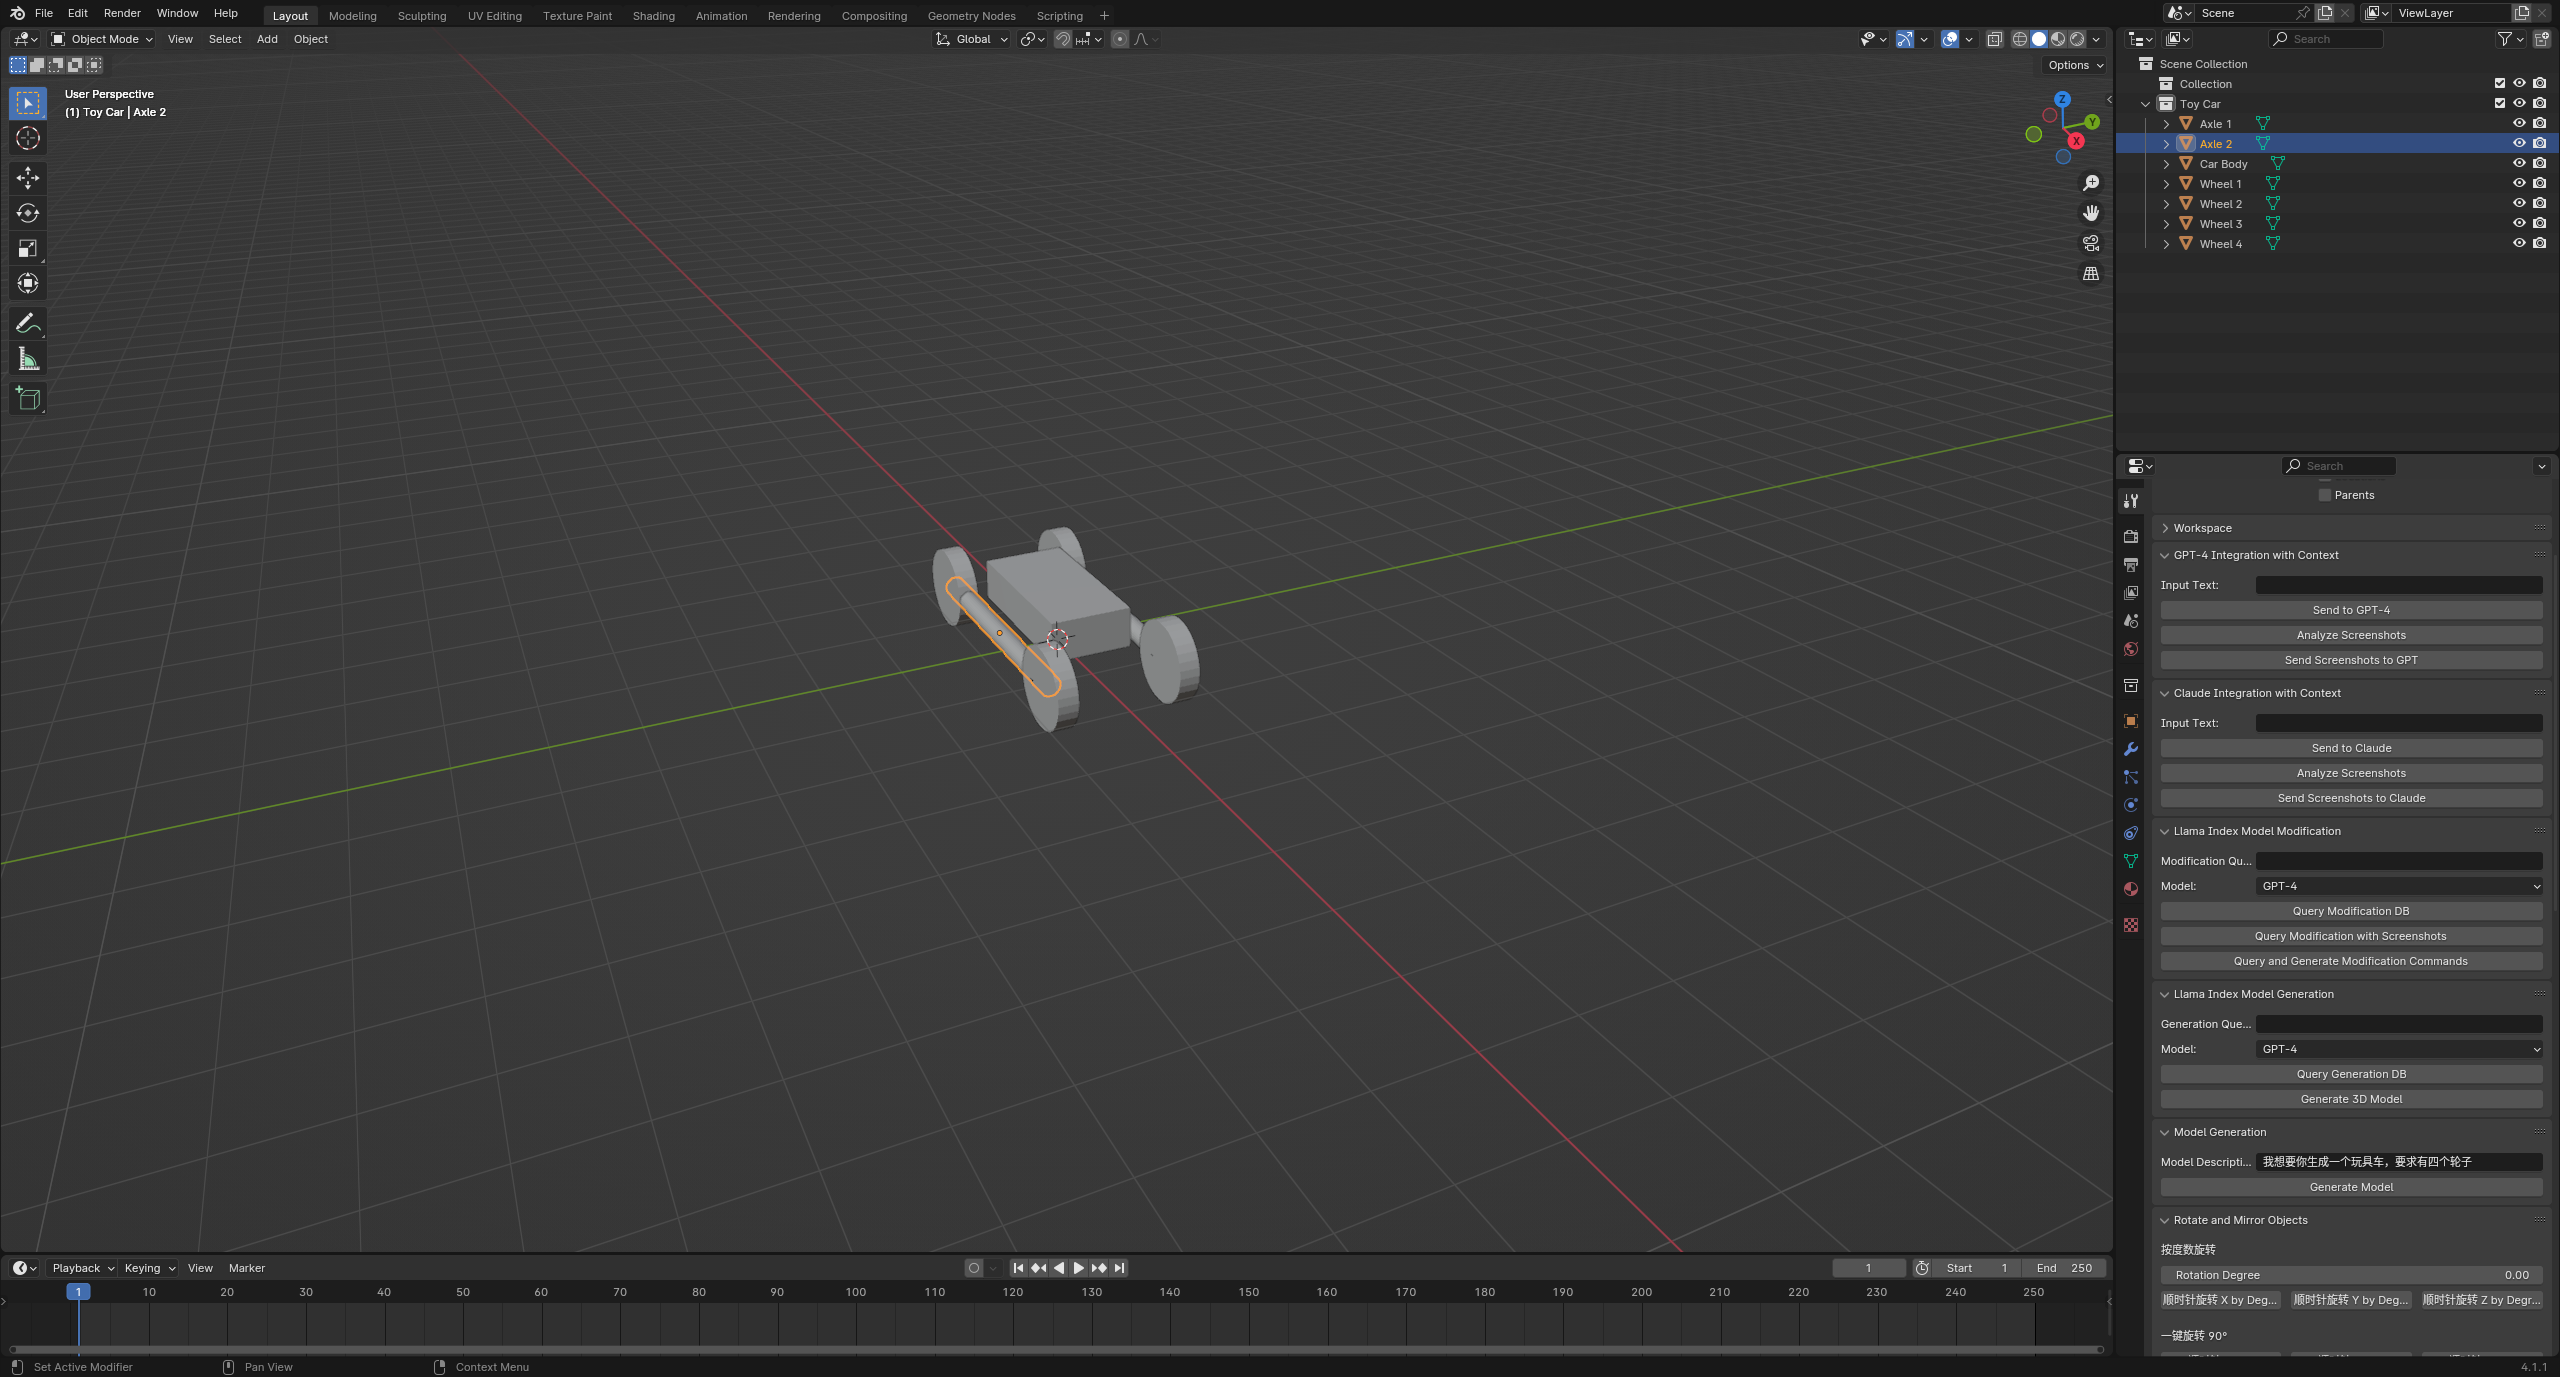 File Edit Render Window Help Layout Modeling Sculpting UV Editing Texture Paint Shading Animation Rendering Compositing Geometry Nodes Scripting + Scene ViewLayer
Object Mode View Select Add Object Global Search
Options
User Perspective
(1) Toy Car | Axle 2
Z
Y
X
Scene Collection
Collection
Toy Car
Axle 1
Axle 2
Car Body
Wheel 1
Wheel 2
Wheel 3
Wheel 4
Search
Parents
Workspace
GPT-4 Integration with Context
Input Text:
Send to GPT-4
Analyze Screenshots
Send Screenshots to GPT
Claude Integration with Context
Input Text:
Send to Claude
Analyze Screenshots
Send Screenshots to Claude
Llama Index Model Modification
Modification Qu...
Model: GPT-4
Query Modification DB
Query Modification with Screenshots
Query and Generate Modification Commands
Llama Index Model Generation
Generation Que...
Model: GPT-4
Query Generation DB
Generate 3D Model
Model Generation
Model Descripti... 我想要你生成一个玩具车，要求有四个轮子
Generate Model
Rotate and Mirror Objects
按度数旋转
Rotation Degree 0.00
顺时针旋转 X by Deg... 顺时针旋转 Y by Deg... 顺时针旋转 Z by Degr...
一键旋转 90°
Playback Keying View Marker 1 Start 1 End 250
1 10 20 30 40 50 60 70 80 90 100 110 120 130 140 150 160 170 180 190 200 210 220 230 240 250
Set Active Modifier Pan View Context Menu 4.1.1